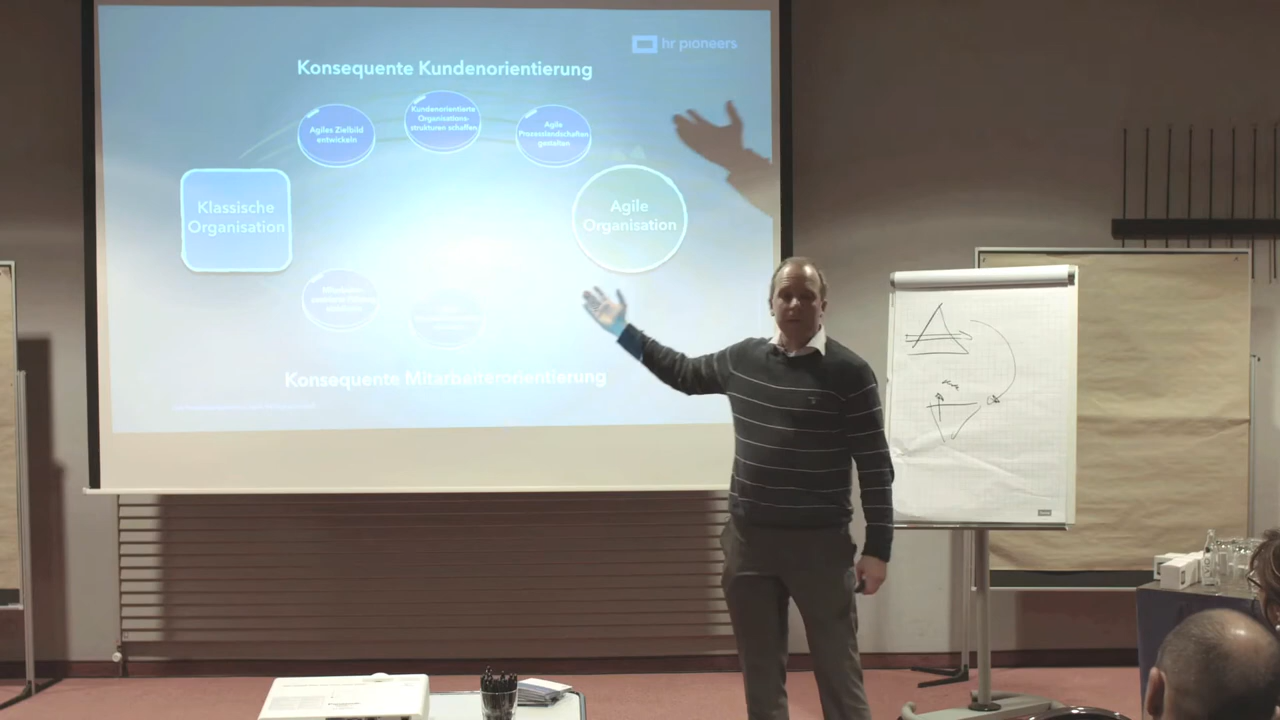 hr pioneers
Konsequente Kundenorientierung
Agiles Zielbild
entwickeln
Kundenorientierte
Organisations-
strukturen schaffen
Agile
Prozesslandschaften
gestalten
Klassische
Organisation
Agile
Organisation
Konsequente Mitarbeiterorientierung